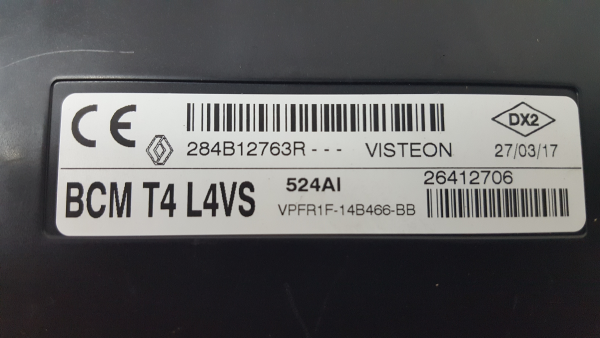 CE
284B12763R--- VISTEON
DX2
27/03/17
BCM T4 L4VS
524AI
VPFR1F-14B466-BB
26412706